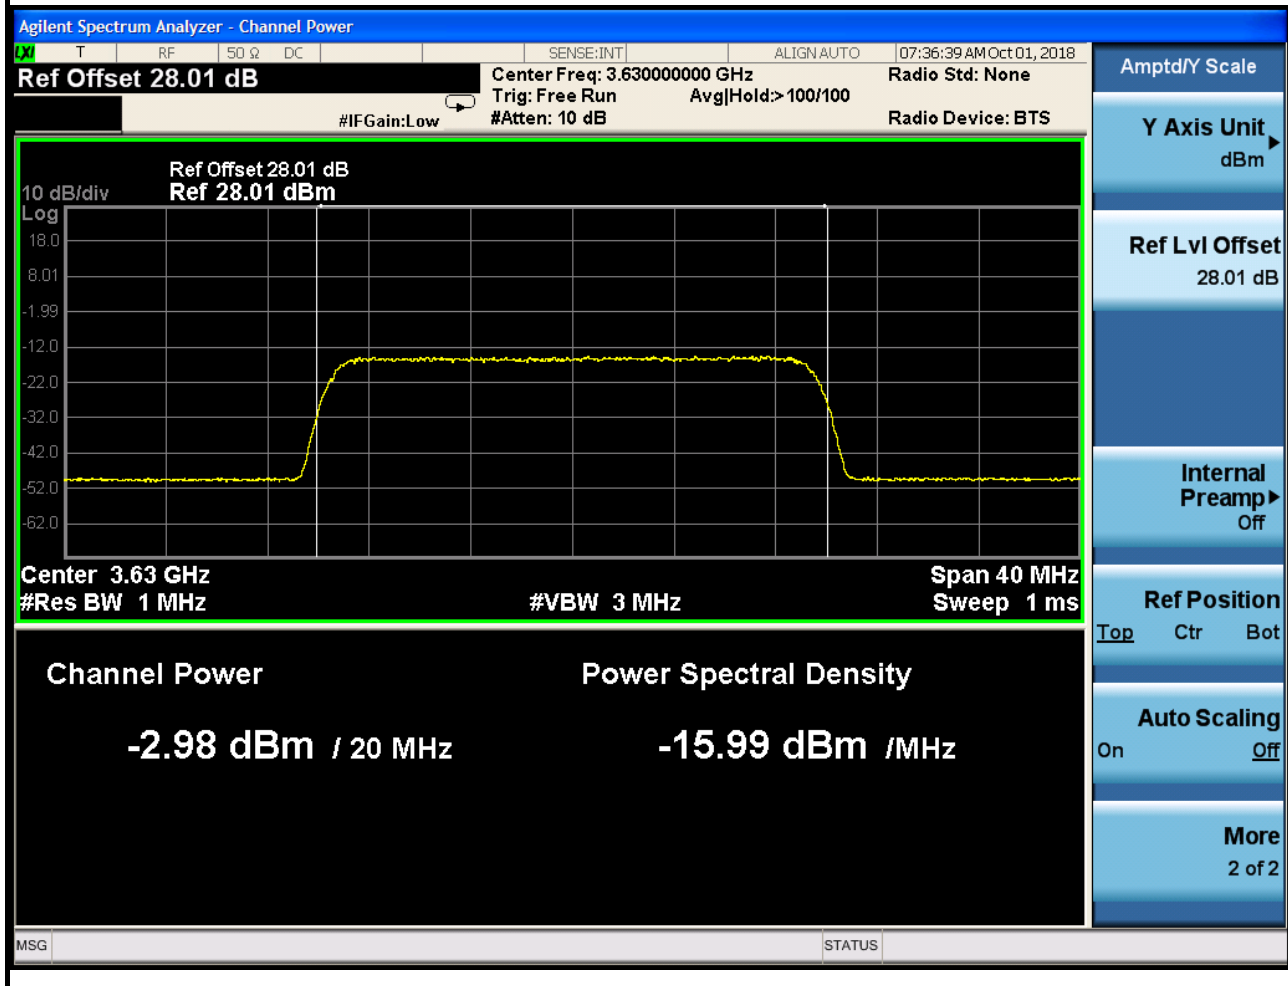 Agilent Spectrum Analyzer - Channel Power
LXI T RF 50 Ω DC SENSE:INT ALIGN AUTO 07:36:39 AM Oct 01, 2018
Ref Offset 28.01 dB
Center Freq: 3.630000000 GHz
Radio Std: None
Trig: Free Run Avg|Hold:> 100/100
#IFGain:Low #Atten: 10 dB
Radio Device: BTS
Ref Offset 28.01 dB
10 dB/div Ref 28.01 dBm
Log
18.0
8.01
-1.99
-12.0
-22.0
-32.0
-42.0
-52.0
-62.0
Center 3.63 GHz Span 40 MHz
#Res BW 1 MHz #VBW 3 MHz Sweep 1 ms
Channel Power Power Spectral Density
-2.98 dBm / 20 MHz -15.99 dBm /MHz
MSG STATUS
Amptd/Y Scale
Y Axis Unit
dBm
Ref Lvl Offset
28.01 dB
Internal
Preamp
Off
Ref Position
Top Ctr Bot
Auto Scaling
On Off
More
2 of 2